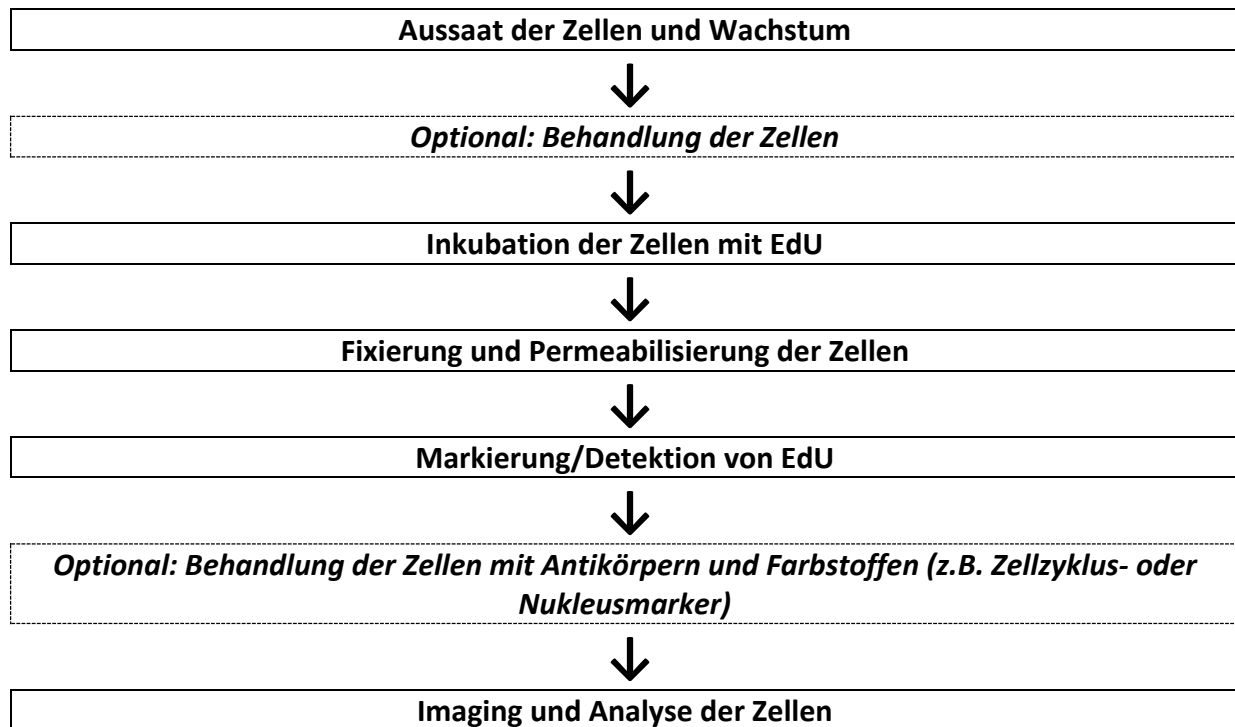 Aussaat der Zellen und Wachstum
Optional: Behandlung der Zellen
Inkubation der Zellen mit EdU
Fixierung und Permeabilisierung der Zellen
Markierung/Detektion von EdU
Optional: Behandlung der Zellen mit Antikörpern und Farbstoffen (z.B. Zellzyklus- oder
Nukleusmarker)
Imaging und Analyse der Zellen